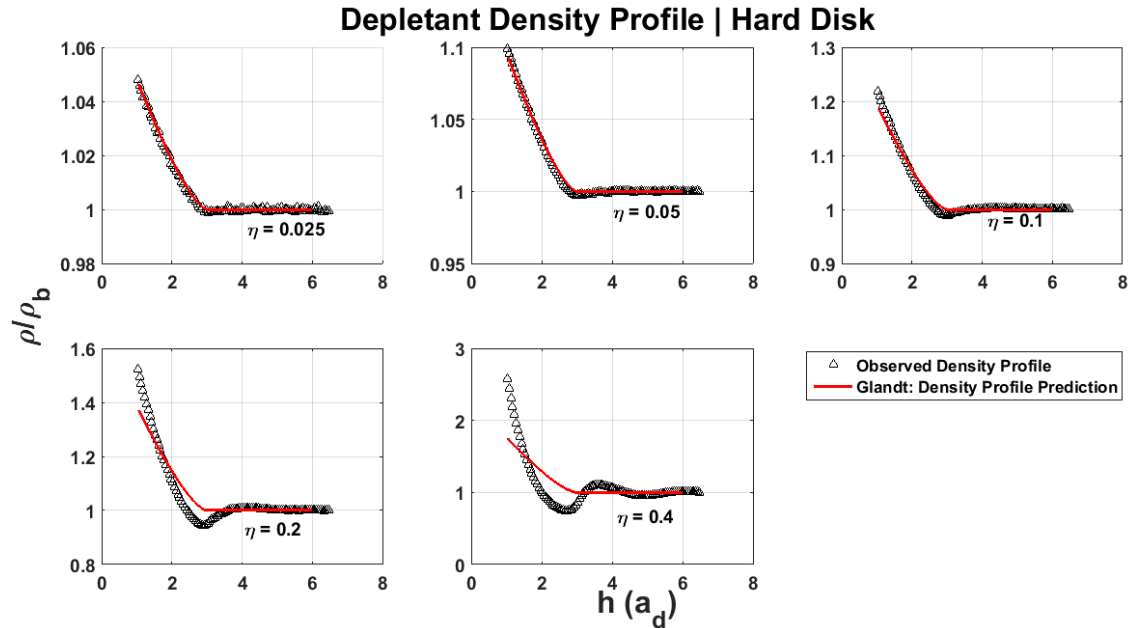 Depletant Density Profile | Hard Disk
1.06
1.04
1.02
1
0.98
0 2 4 6 8
η = 0.025
1.1
1.05
1
0.95
0 2 4 6 8
η = 0.05
1.3
1.2
1.1
1
0.9
0 2 4 6 8
η = 0.1
ρ/ρ_b
1.6
1.4
1.2
1
0.8
0 2 4 6 8
η = 0.2
3
2
1
0
0 2 4 6 8
η = 0.4
h (a_d)
Observed Density Profile
Glandt: Density Profile Prediction